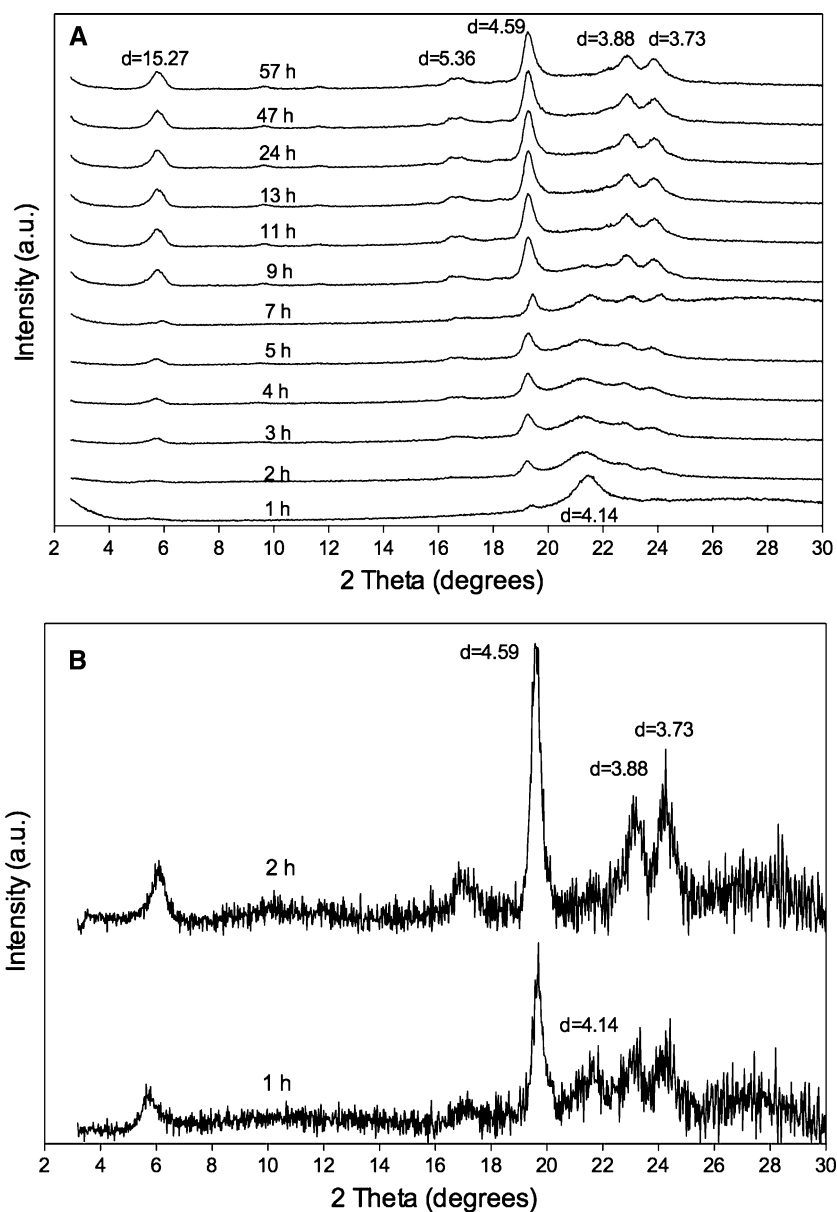 A
d=4.59
d=3.88 d=3.73
d=15.27
d=5.36
57 h
47 h
24 h
13 h
11 h
9 h
7 h
5 h
4 h
3 h
2 h
1 h
d=4.14
Intensity (a.u.)
2 4 6 8 10 12 14 16 18 20 22 24 26 28 30
2 Theta (degrees)
B
d=4.59
d=3.73
d=3.88
2 h
d=4.14
1 h
Intensity (a.u.)
2 4 6 8 10 12 14 16 18 20 22 24 26 28 30
2 Theta (degrees)